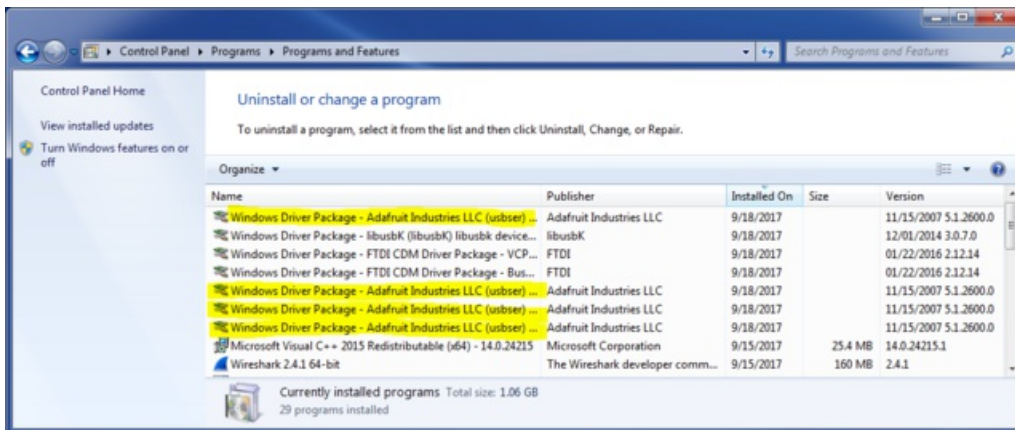 Control Panel ▸ Programs ▸ Programs and Features Search Programs and Features
Control Panel Home
View installed updates
Turn Windows features on or
off
Uninstall or change a program
To uninstall a program, select it from the list and then click Uninstall, Change, or Repair.
Organize
Name Publisher Installed On Size Version
Windows Driver Package - Adafruit Industries LLC (usbser) ... Adafruit Industries LLC 9/18/2017 11/15/2007 5.1.2600.0
Windows Driver Package - libusbK (libusbK) libusbk device... libusbK 9/18/2017 12/01/2014 3.0.7.0
Windows Driver Package - FTDI CDM Driver Package - VCP... FTDI 9/18/2017 01/22/2016 2.12.14
Windows Driver Package - FTDI CDM Driver Package - Bus... FTDI 9/18/2017 01/22/2016 2.12.14
Windows Driver Package - Adafruit Industries LLC (usbser) ... Adafruit Industries LLC 9/18/2017 11/15/2007 5.1.2600.0
Windows Driver Package - Adafruit Industries LLC (usbser) ... Adafruit Industries LLC 9/18/2017 11/15/2007 5.1.2600.0
Windows Driver Package - Adafruit Industries LLC (usbser) ... Adafruit Industries LLC 9/18/2017 11/15/2007 5.1.2600.0
Microsoft Visual C++ 2015 Redistributable (x64) - 14.0.24215 Microsoft Corporation 9/15/2017 25.4 MB 14.0.24215.1
Wireshark 2.4.1 64-bit The Wireshark developer comm... 9/15/2017 160 MB 2.4.1
Currently installed programs Total size: 1.06 GB
29 programs installed